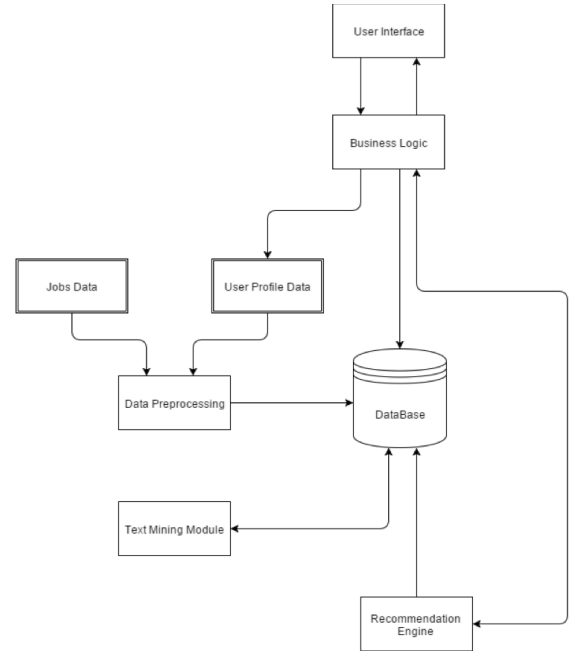 User Interface
Business Logic
Jobs Data
User Profile Data
Data Preprocessing
DataBase
Text Mining Module
Recommendation
Engine